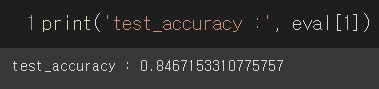 1 print('test_accuracy :', eval[1])
test_accuracy : 0.8467153310775757